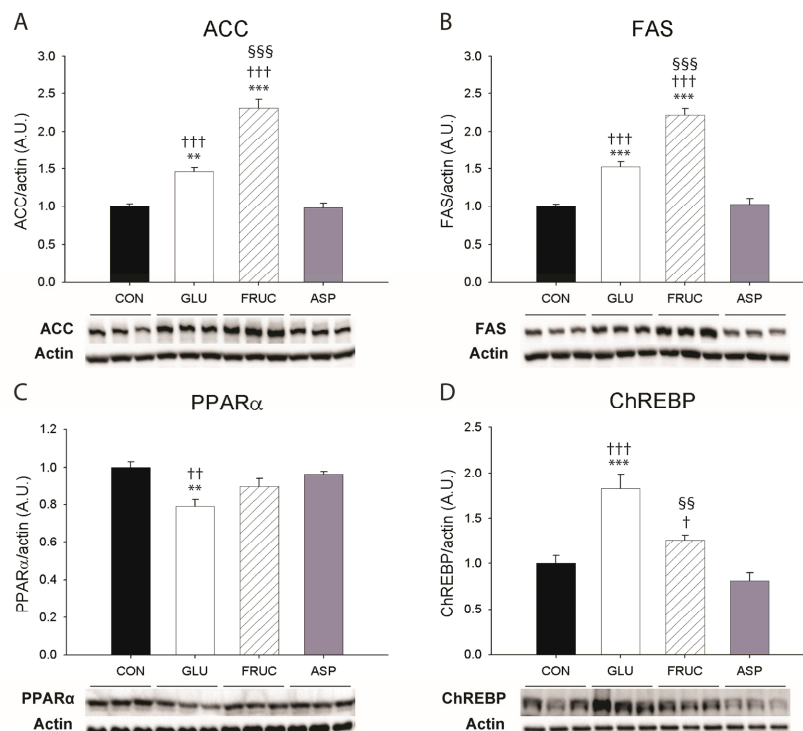 A
ACC
ACC/actin (A.U.)
3.0
2.5
2.0
1.5
1.0
0.5
0.0
†††
**
§§§
†††
***
CON GLU FRUC ASP
ACC
Actin
B
FAS
FAS/actin (A.U.)
3.0
2.5
2.0
1.5
1.0
0.5
0.0
†††
***
§§§
†††
***
CON GLU FRUC ASP
FAS
Actin
C
PPARα
PPARα/actin (A.U.)
1.2
1.0
0.8
0.6
0.4
0.2
0.0
††
**
CON GLU FRUC ASP
PPARα
Actin
D
ChREBP
ChREBP/actin (A.U.)
2.5
2.0
1.5
1.0
0.5
0.0
†††
***
§§
†
CON GLU FRUC ASP
ChREBP
Actin